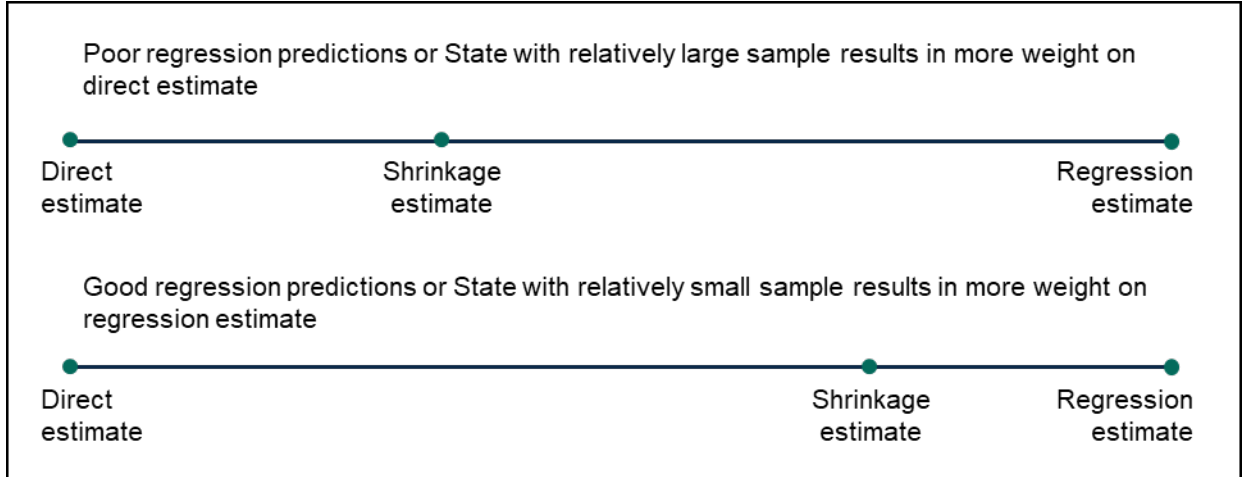 Poor regression predictions or State with relatively large sample results in more weight on
direct estimate
Direct
estimate
Shrinkage
estimate
Regression
estimate
Good regression predictions or State with relatively small sample results in more weight on
regression estimate
Direct
estimate
Shrinkage
estimate
Regression
estimate